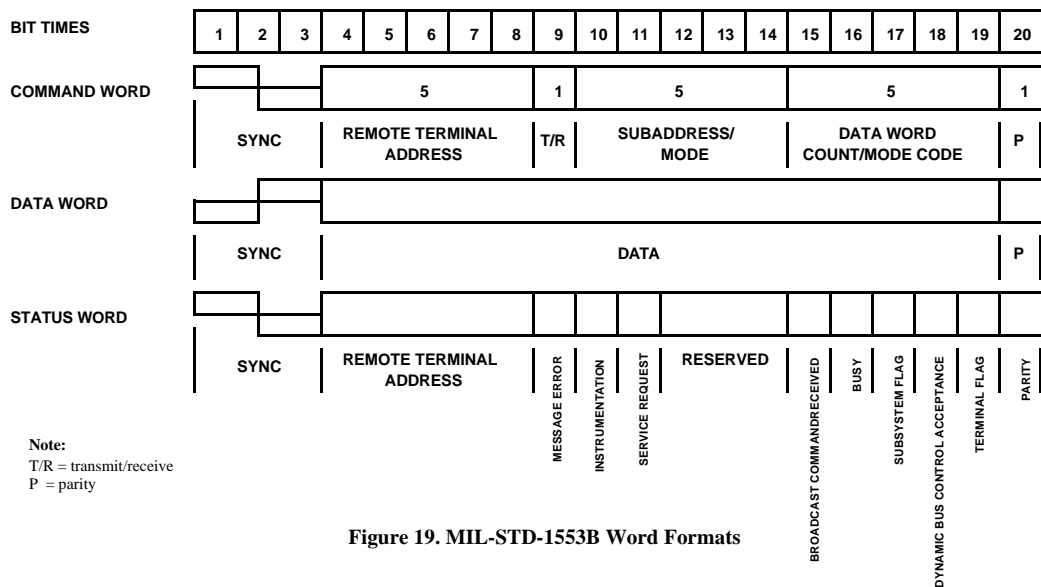 BIT TIMES 1 2 3 4 5 6 7 8 9 10 11 12 13 14 15 16 17 18 19 20
COMMAND WORD 5 1 5 5 1
SYNC REMOTE TERMINAL ADDRESS T/R SUBADDRESS/ MODE DATA WORD COUNT/MODE CODE P
DATA WORD
SYNC DATA P
STATUS WORD
SYNC REMOTE TERMINAL ADDRESS MESSAGE ERROR INSTRUMENTATION SERVICE REQUEST RESERVED BROADCAST COMMANDRECEIVED BUSY SUBSYSTEM FLAG DYNAMIC BUS CONTROL ACCEPTANCE TERMINAL FLAG PARITY
Note:
T/R = transmit/receive
P = parity
Figure 19. MIL-STD-1553B Word Formats